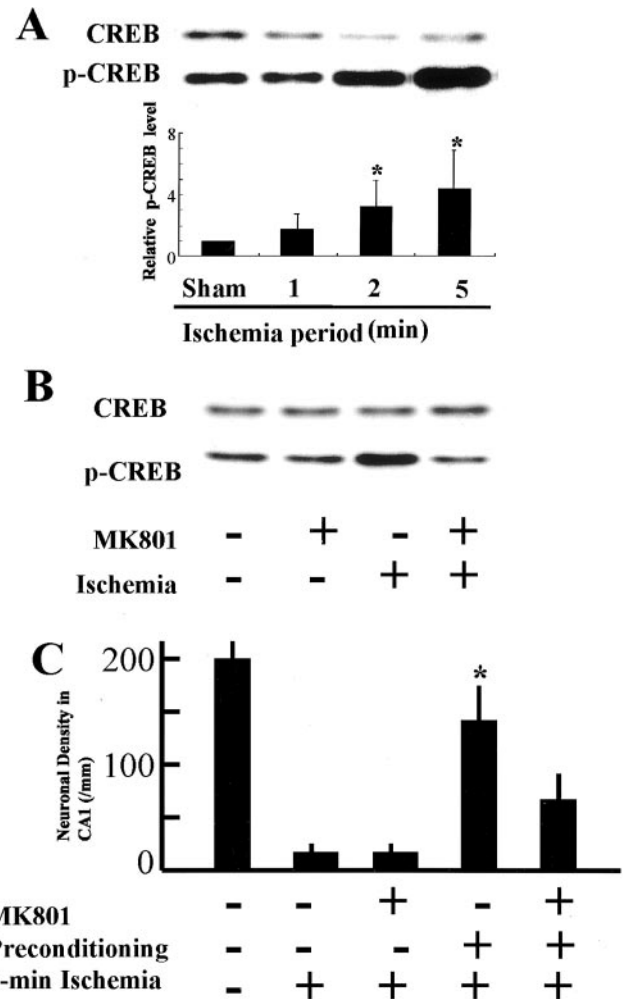 A
CREB
p-CREB
Relative p-CREB level
8
4
0
*
*
Sham 1 2 5
Ischemia period (min)
B
CREB
p-CREB
MK801 - + - +
Ischemia - - + +
C
Neuronal Density in
CA1 (/mm)
200
100
0
*
MK801 - - + - +
Preconditioning - - - + +
-min Ischemia - + + + +